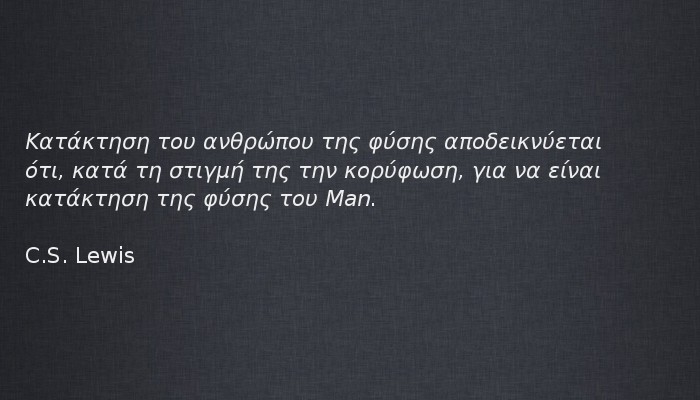 Κατάκτηση του ανθρώπου της φύσης αποδεικνύεται
ότι, κατά τη στιγμή της την κορύφωση, για να είναι
κατάκτηση της φύσης του Man.
C.S. Lewis